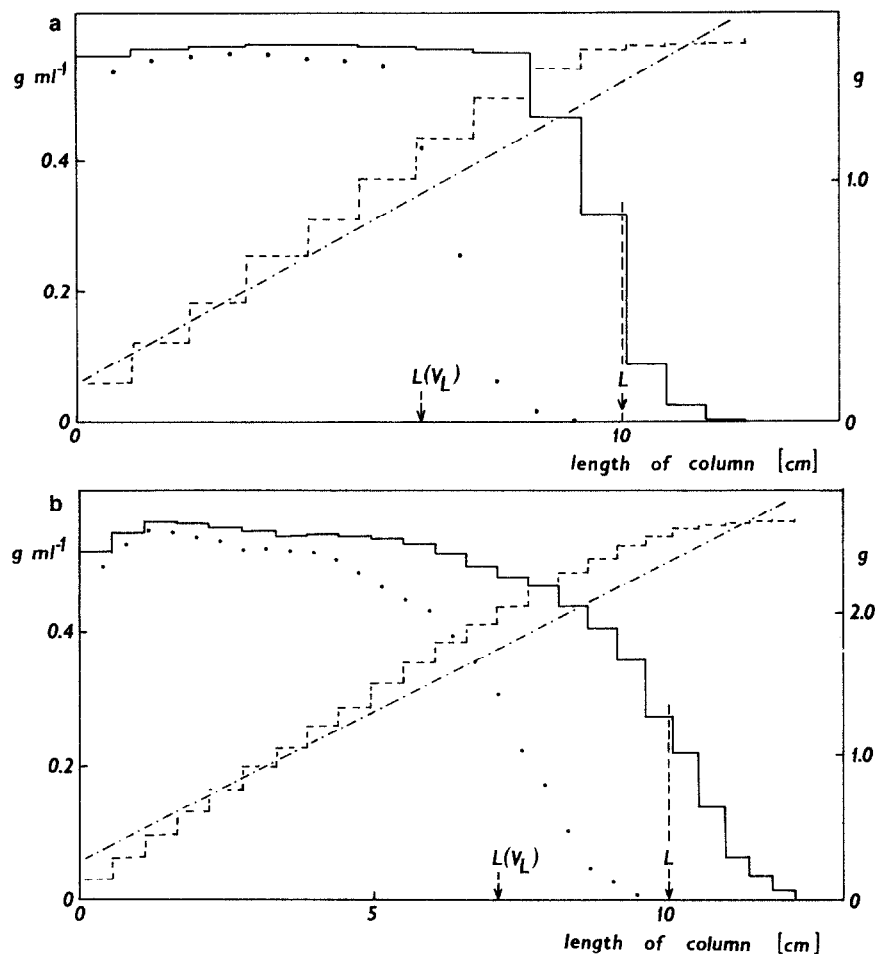 a
g ml⁻¹
g
0.4
1.0
0.2
L(V_L)
L
0
0
0
10
length of column [cm]
b
g ml⁻¹
g
0.4
2.0
0.2
1.0
L(V_L)
L
0
0
0
5
10
length of column [cm]